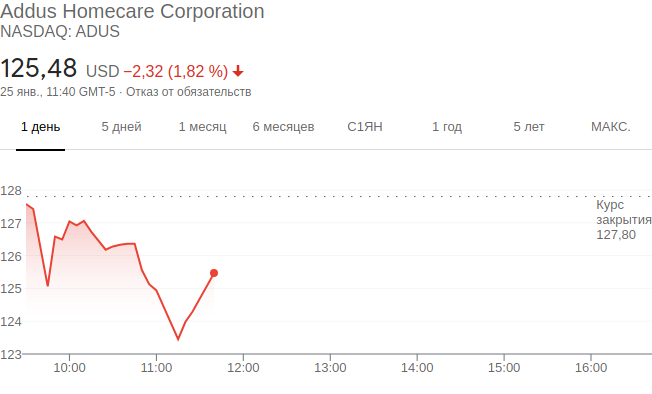 Addus Homecare Corporation
NASDAQ: ADUS
125,48 USD −2,32 (1,82 %)
25 янв., 11:40 GMT-5 · Отказ от обязательств
1 день 5 дней 1 месяц 6 месяцев С1ЯН 1 год 5 лет МАКС.
128
Курс
закрытия
127,80
127
126
125
124
123
10:00 11:00 12:00 13:00 14:00 15:00 16:00